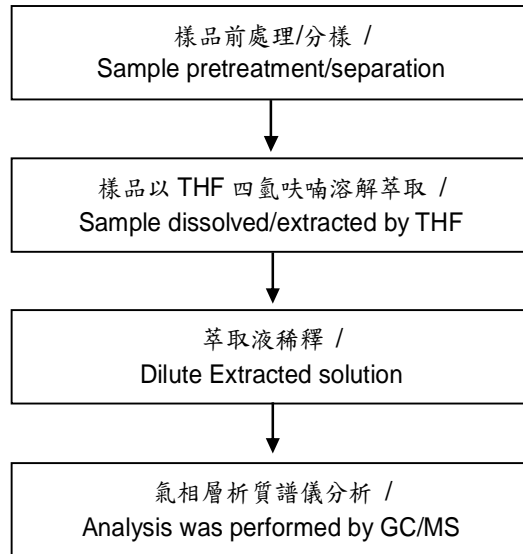 樣品前處理/分樣 /
Sample pretreatment/separation
樣品以 THF 四氫呋喃溶解萃取 /
Sample dissolved/extracted by THF
萃取液稀釋 /
Dilute Extracted solution
氣相層析質譜儀分析 /
Analysis was performed by GC/MS